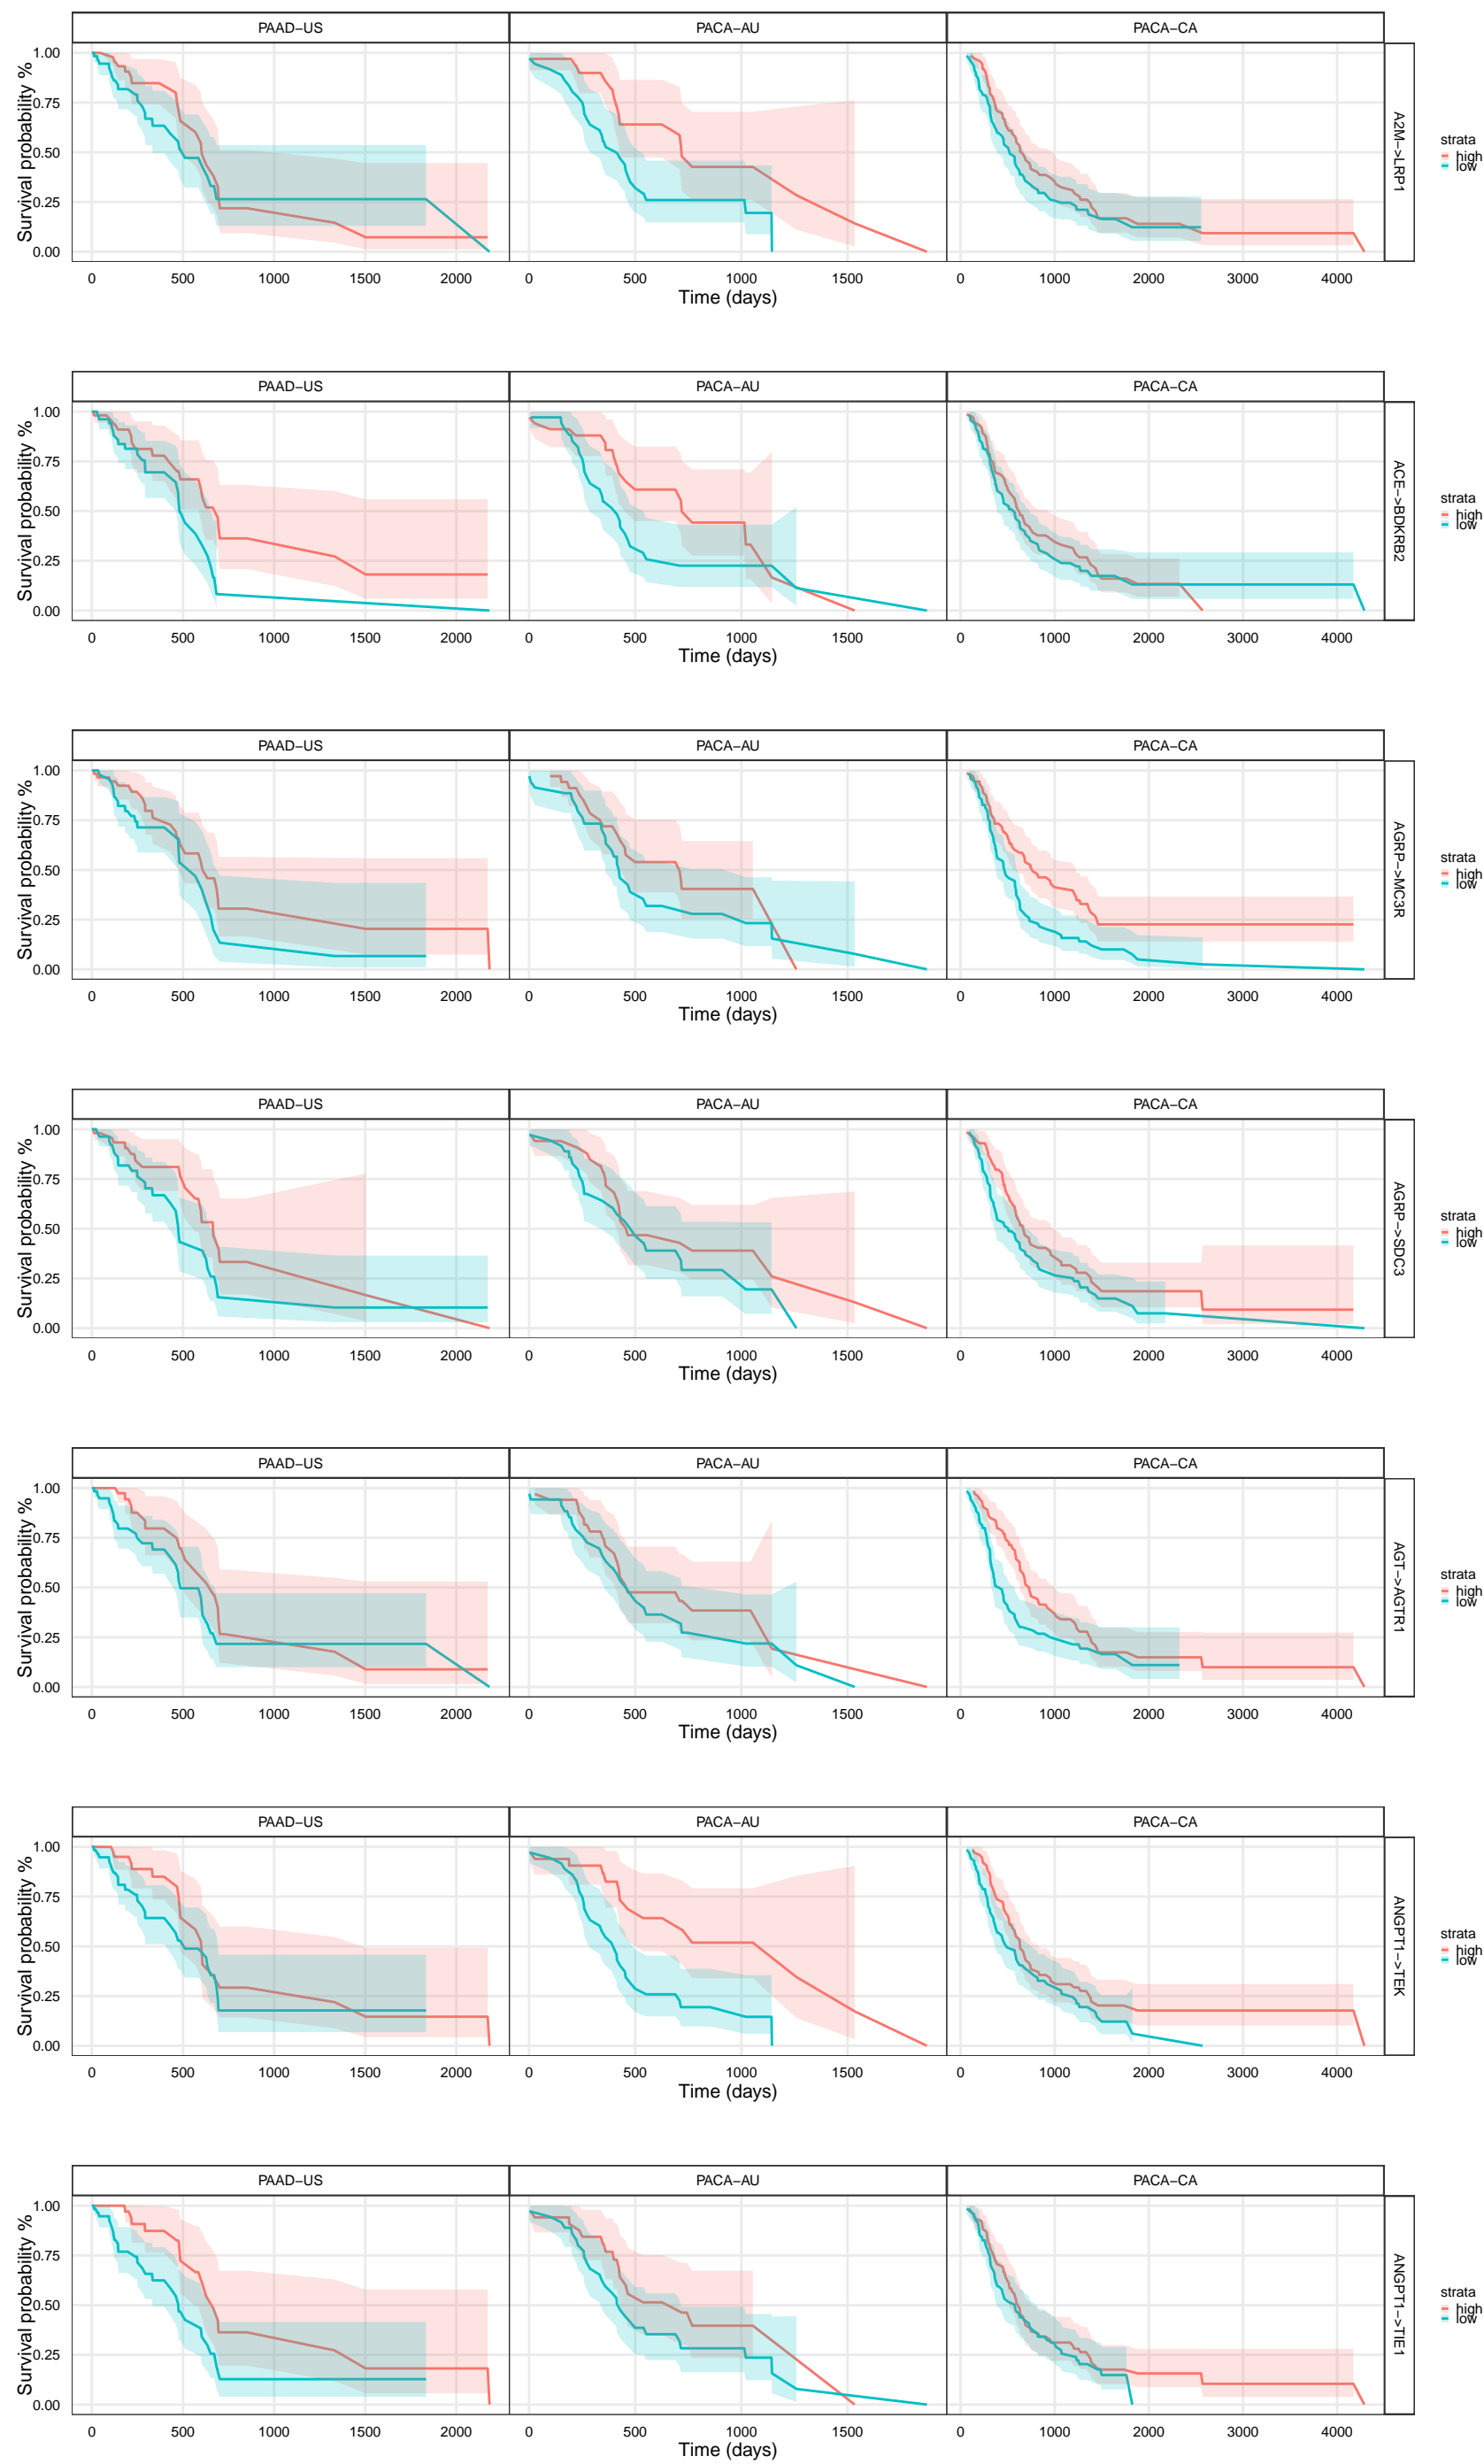 PAAD−US PACA−AU PACA−CA
Survival probability %
1.00
0.75
0.50
0.25
0.00
A2M−>LRP1
strata
high
low
0 500 1000 1500 2000 0 500 1000 1500 0 1000 2000 3000 4000
Time (days)
PAAD−US PACA−AU PACA−CA
Survival probability %
1.00
0.75
0.50
0.25
0.00
ACE−>BDKRB2
strata
high
low
0 500 1000 1500 2000 0 500 1000 1500 0 1000 2000 3000 4000
Time (days)
PAAD−US PACA−AU PACA−CA
Survival probability %
1.00
0.75
0.50
0.25
0.00
AGRP−>MC3R
strata
high
low
0 500 1000 1500 2000 0 500 1000 1500 0 1000 2000 3000 4000
Time (days)
PAAD−US PACA−AU PACA−CA
Survival probability %
1.00
0.75
0.50
0.25
0.00
AGRP−>SDC3
strata
high
low
0 500 1000 1500 2000 0 500 1000 1500 0 1000 2000 3000 4000
Time (days)
PAAD−US PACA−AU PACA−CA
Survival probability %
1.00
0.75
0.50
0.25
0.00
AGT−>AGTR1
strata
high
low
0 500 1000 1500 2000 0 500 1000 1500 0 1000 2000 3000 4000
Time (days)
PAAD−US PACA−AU PACA−CA
Survival probability %
1.00
0.75
0.50
0.25
0.00
ANGPT1−>TEK
strata
high
low
0 500 1000 1500 2000 0 500 1000 1500 0 1000 2000 3000 4000
Time (days)
PAAD−US PACA−AU PACA−CA
Survival probability %
1.00
0.75
0.50
0.25
0.00
ANGPT1−>TIE1
strata
high
low
0 500 1000 1500 2000 0 500 1000 1500 0 1000 2000 3000 4000
Time (days)